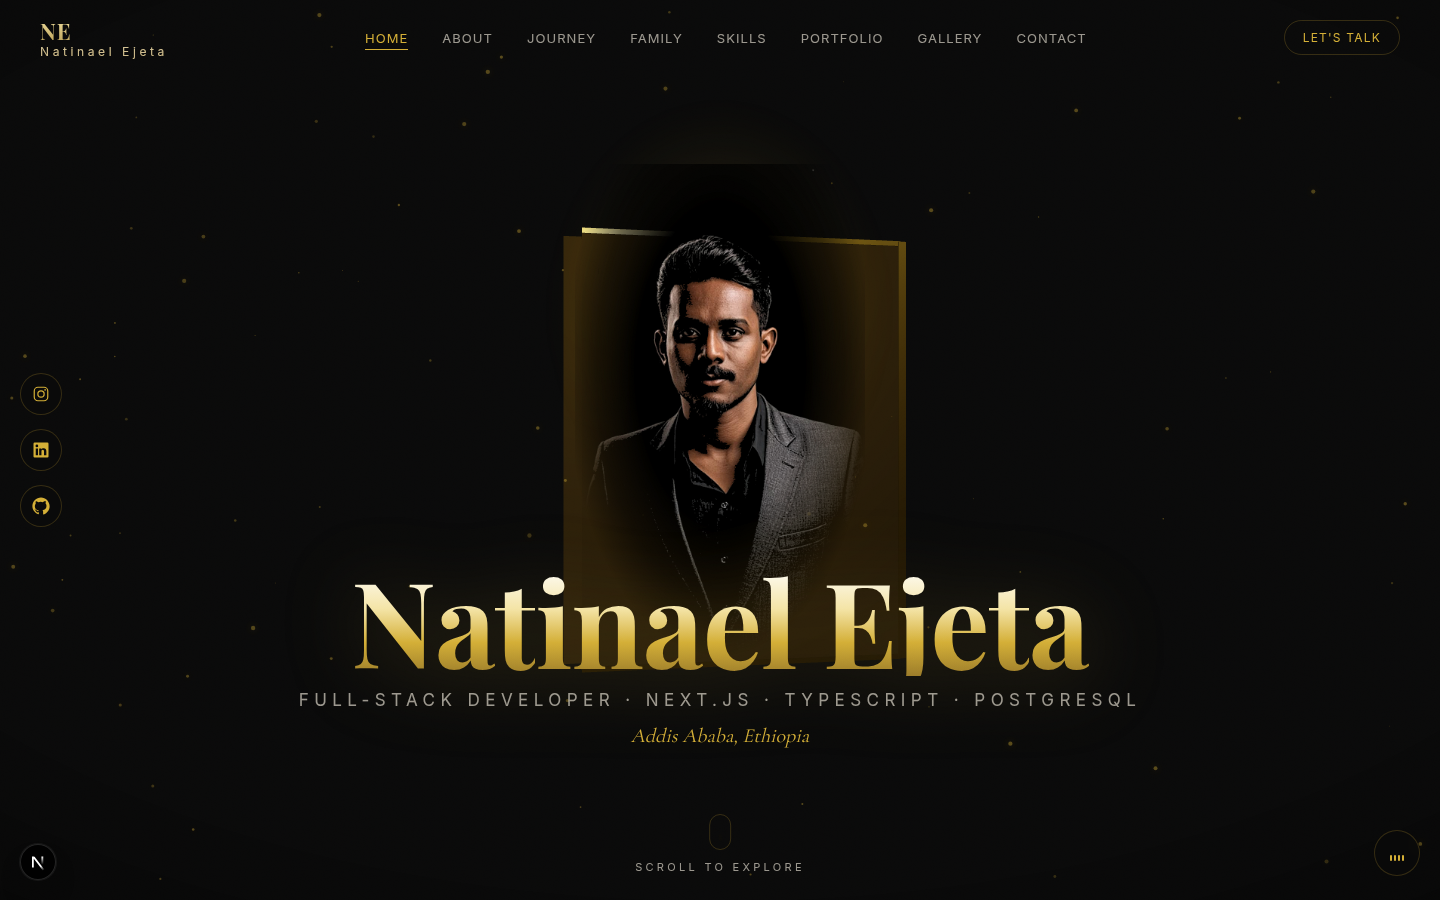 NE
Natinael Ejeta
HOME ABOUT JOURNEY FAMILY SKILLS PORTFOLIO GALLERY CONTACT
LET'S TALK
Natinael Ejeta
FULL-STACK DEVELOPER · NEXT.JS · TYPESCRIPT · POSTGRESQL
Addis Ababa, Ethiopia
SCROLL TO EXPLORE
N